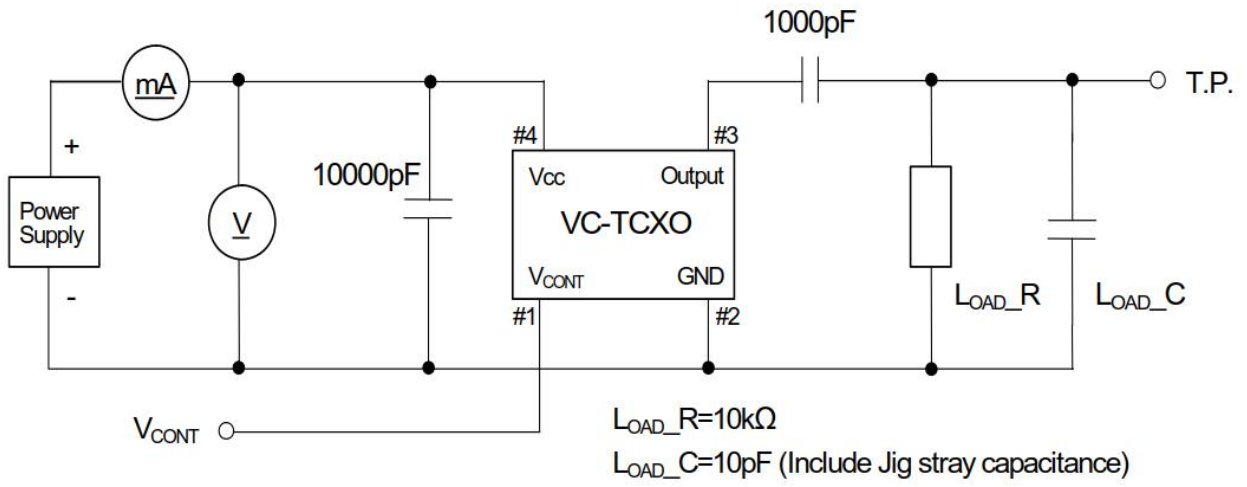 1000pF
mA
T.P.
#4
#3
+
10000pF
Vcc
Output
Power
Supply
V
VC-TCXO
VCONT
GND
-
LOAD_R
LOAD_C
#1
#2
VCONT
LOAD_R=10kΩ
LOAD_C=10pF (Include Jig stray capacitance)